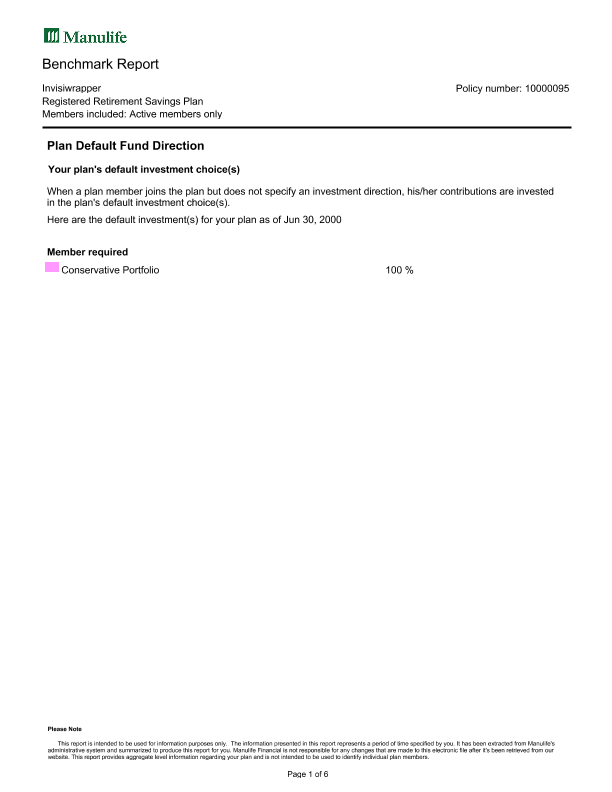 Manulife
Benchmark Report
Invisiwrapper
Policy number: 10000095
Registered Retirement Savings Plan
Members included: Active members only
Plan Default Fund Direction
Your plan's default investment choice(s)
When a plan member joins the plan but does not specify an investment direction, his/her contributions are invested
in the plan's default investment choice(s).
Here are the default investment(s) for your plan as of Jun 30, 2000
Member required
Conservative Portfolio 100 %
Please Note
This report is intended to be used for information purposes only. The information presented in this report represents a period of time specified by you. It has been extracted from Manulife's
administrative system and summarized to produce this report for you. Manulife Financial is not responsible for any changes that are made to this electronic file after it's been retrieved from our
website. This report provides aggregate level information regarding your plan and is not intended to be used to identify individual plan members.
Page 1 of 6